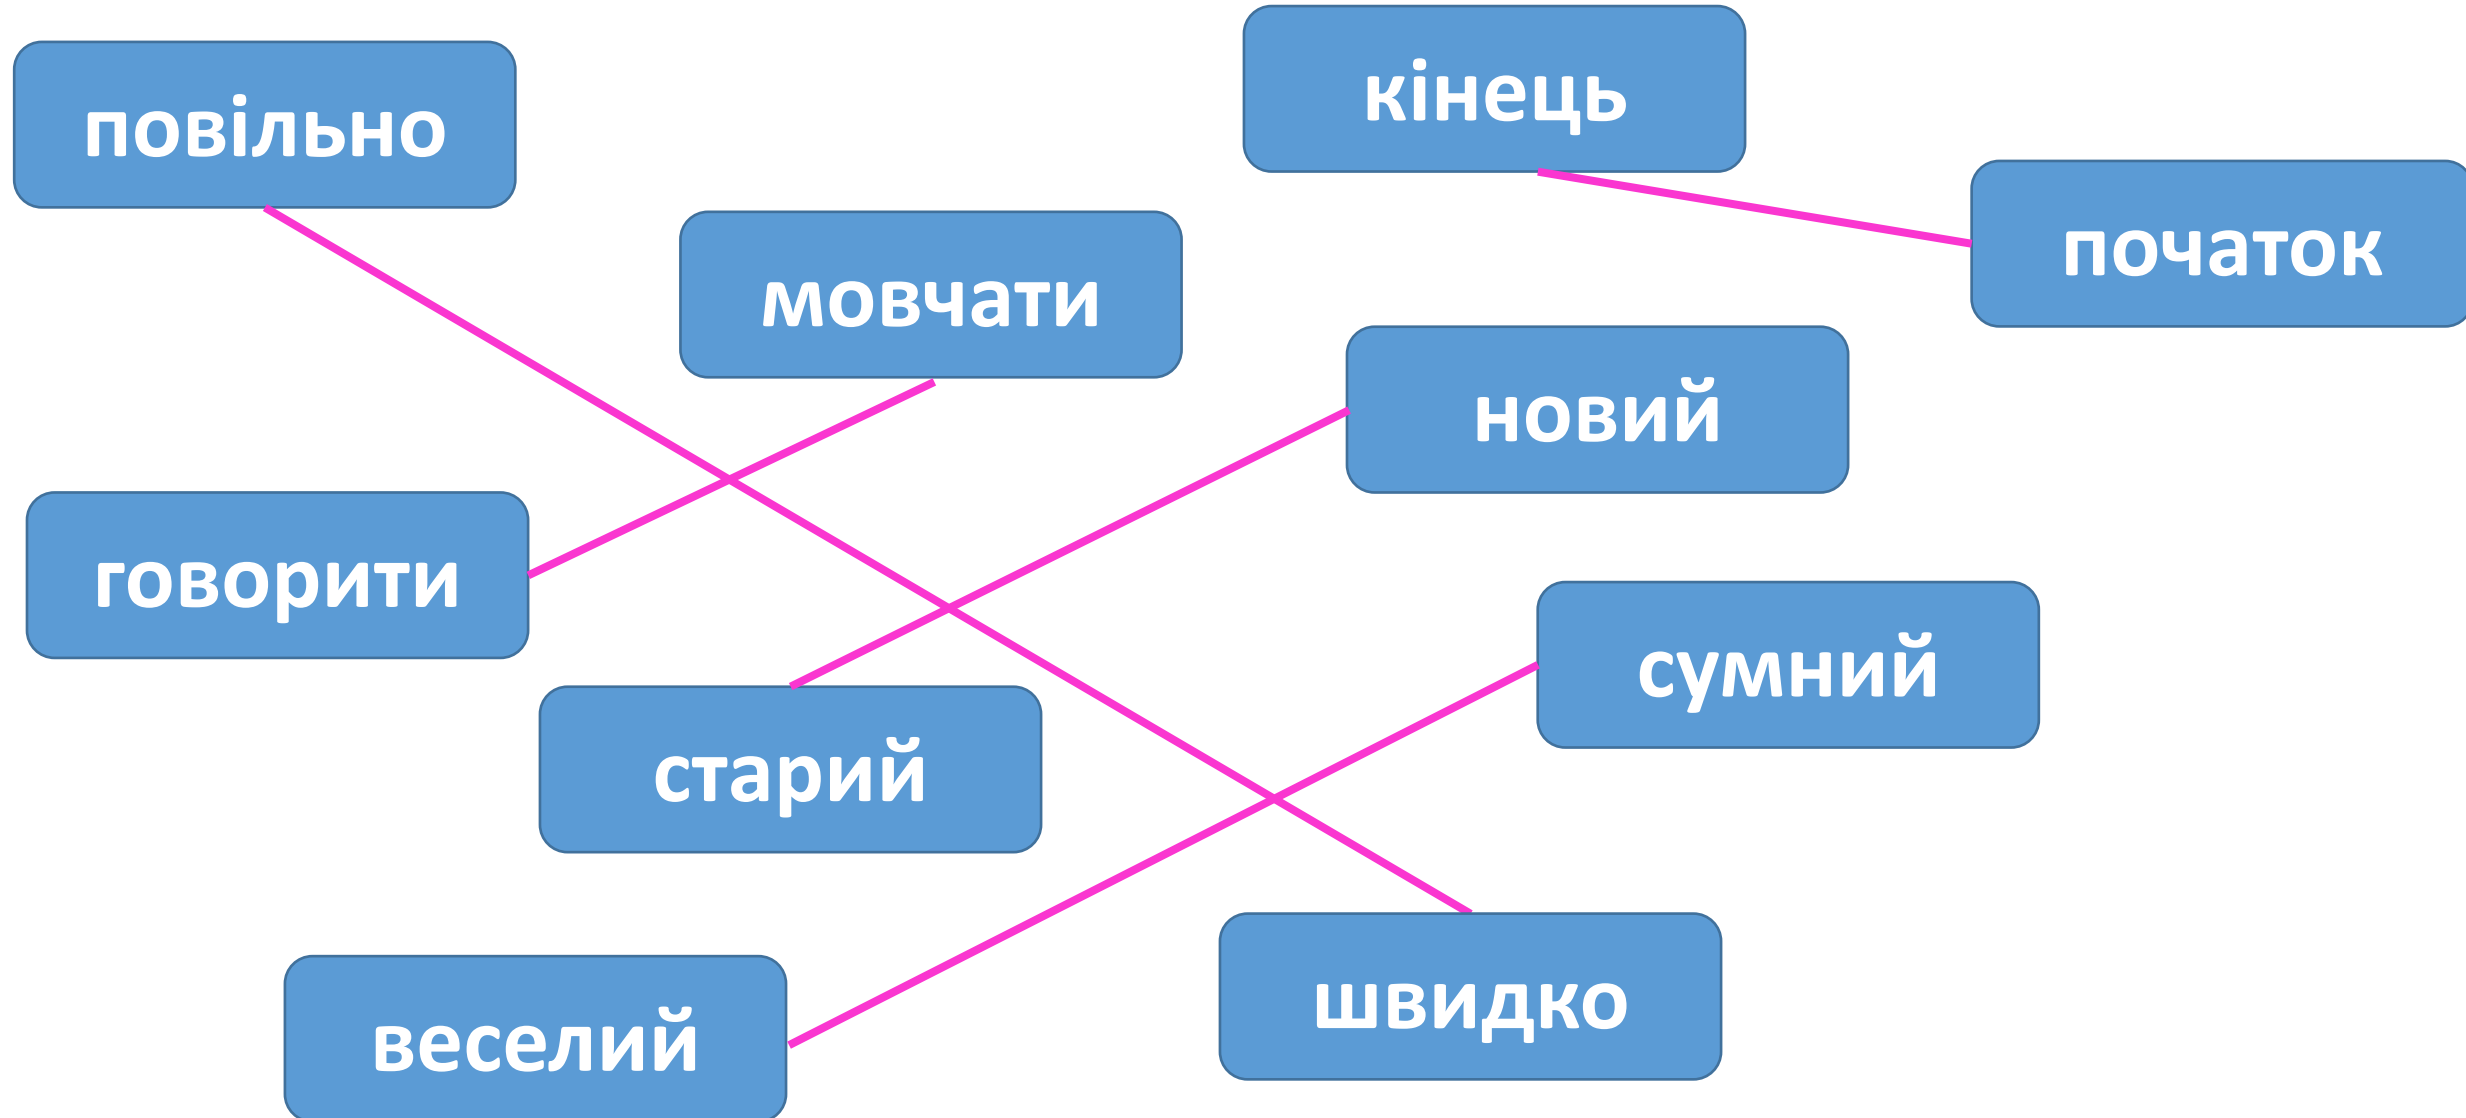 кінець
повільно
початок
мовчати
новий
говорити
сумний
старий
швидко
веселий